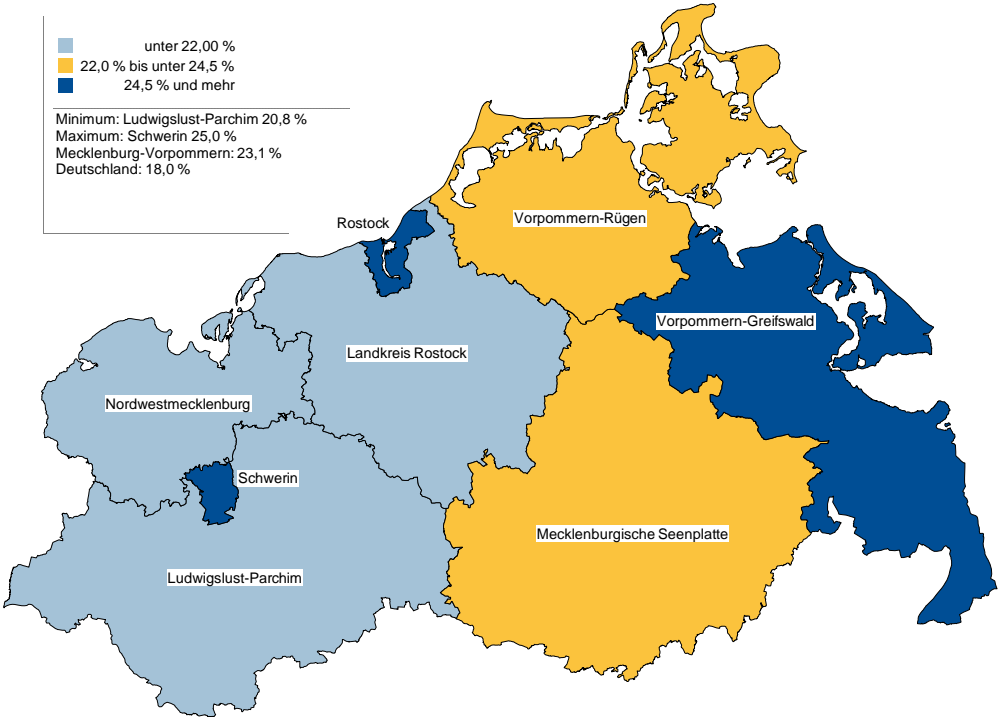 unter 22,00 %
22,0 % bis unter 24,5 %
24,5 % und mehr
Minimum: Ludwigslust-Parchim 20,8 %
Maximum: Schwerin 25,0 %
Mecklenburg-Vorpommern: 23,1 %
Deutschland: 18,0 %
Rostock
Vorpommern-Rügen
Vorpommern-Greifswald
Landkreis Rostock
Nordwestmecklenburg
Schwerin
Mecklenburgische Seenplatte
Ludwigslust-Parchim